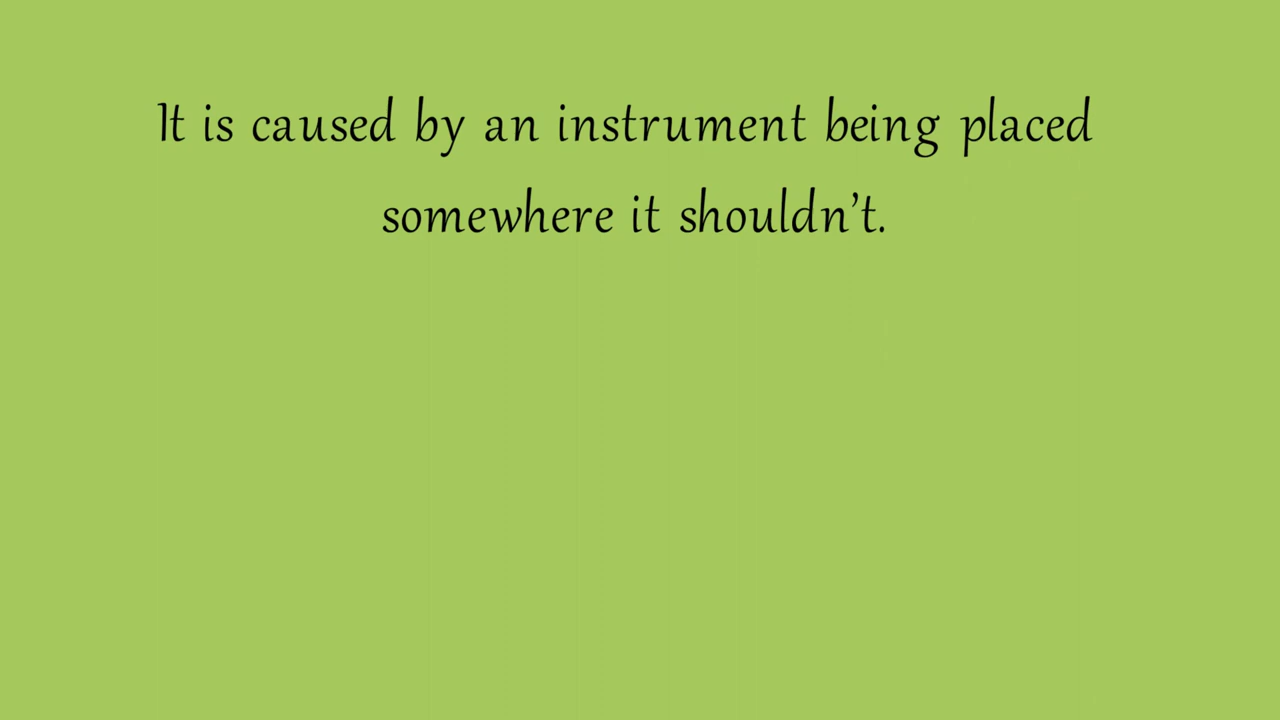 It is caused by an instrument being placed
somewhere it shouldn’t.